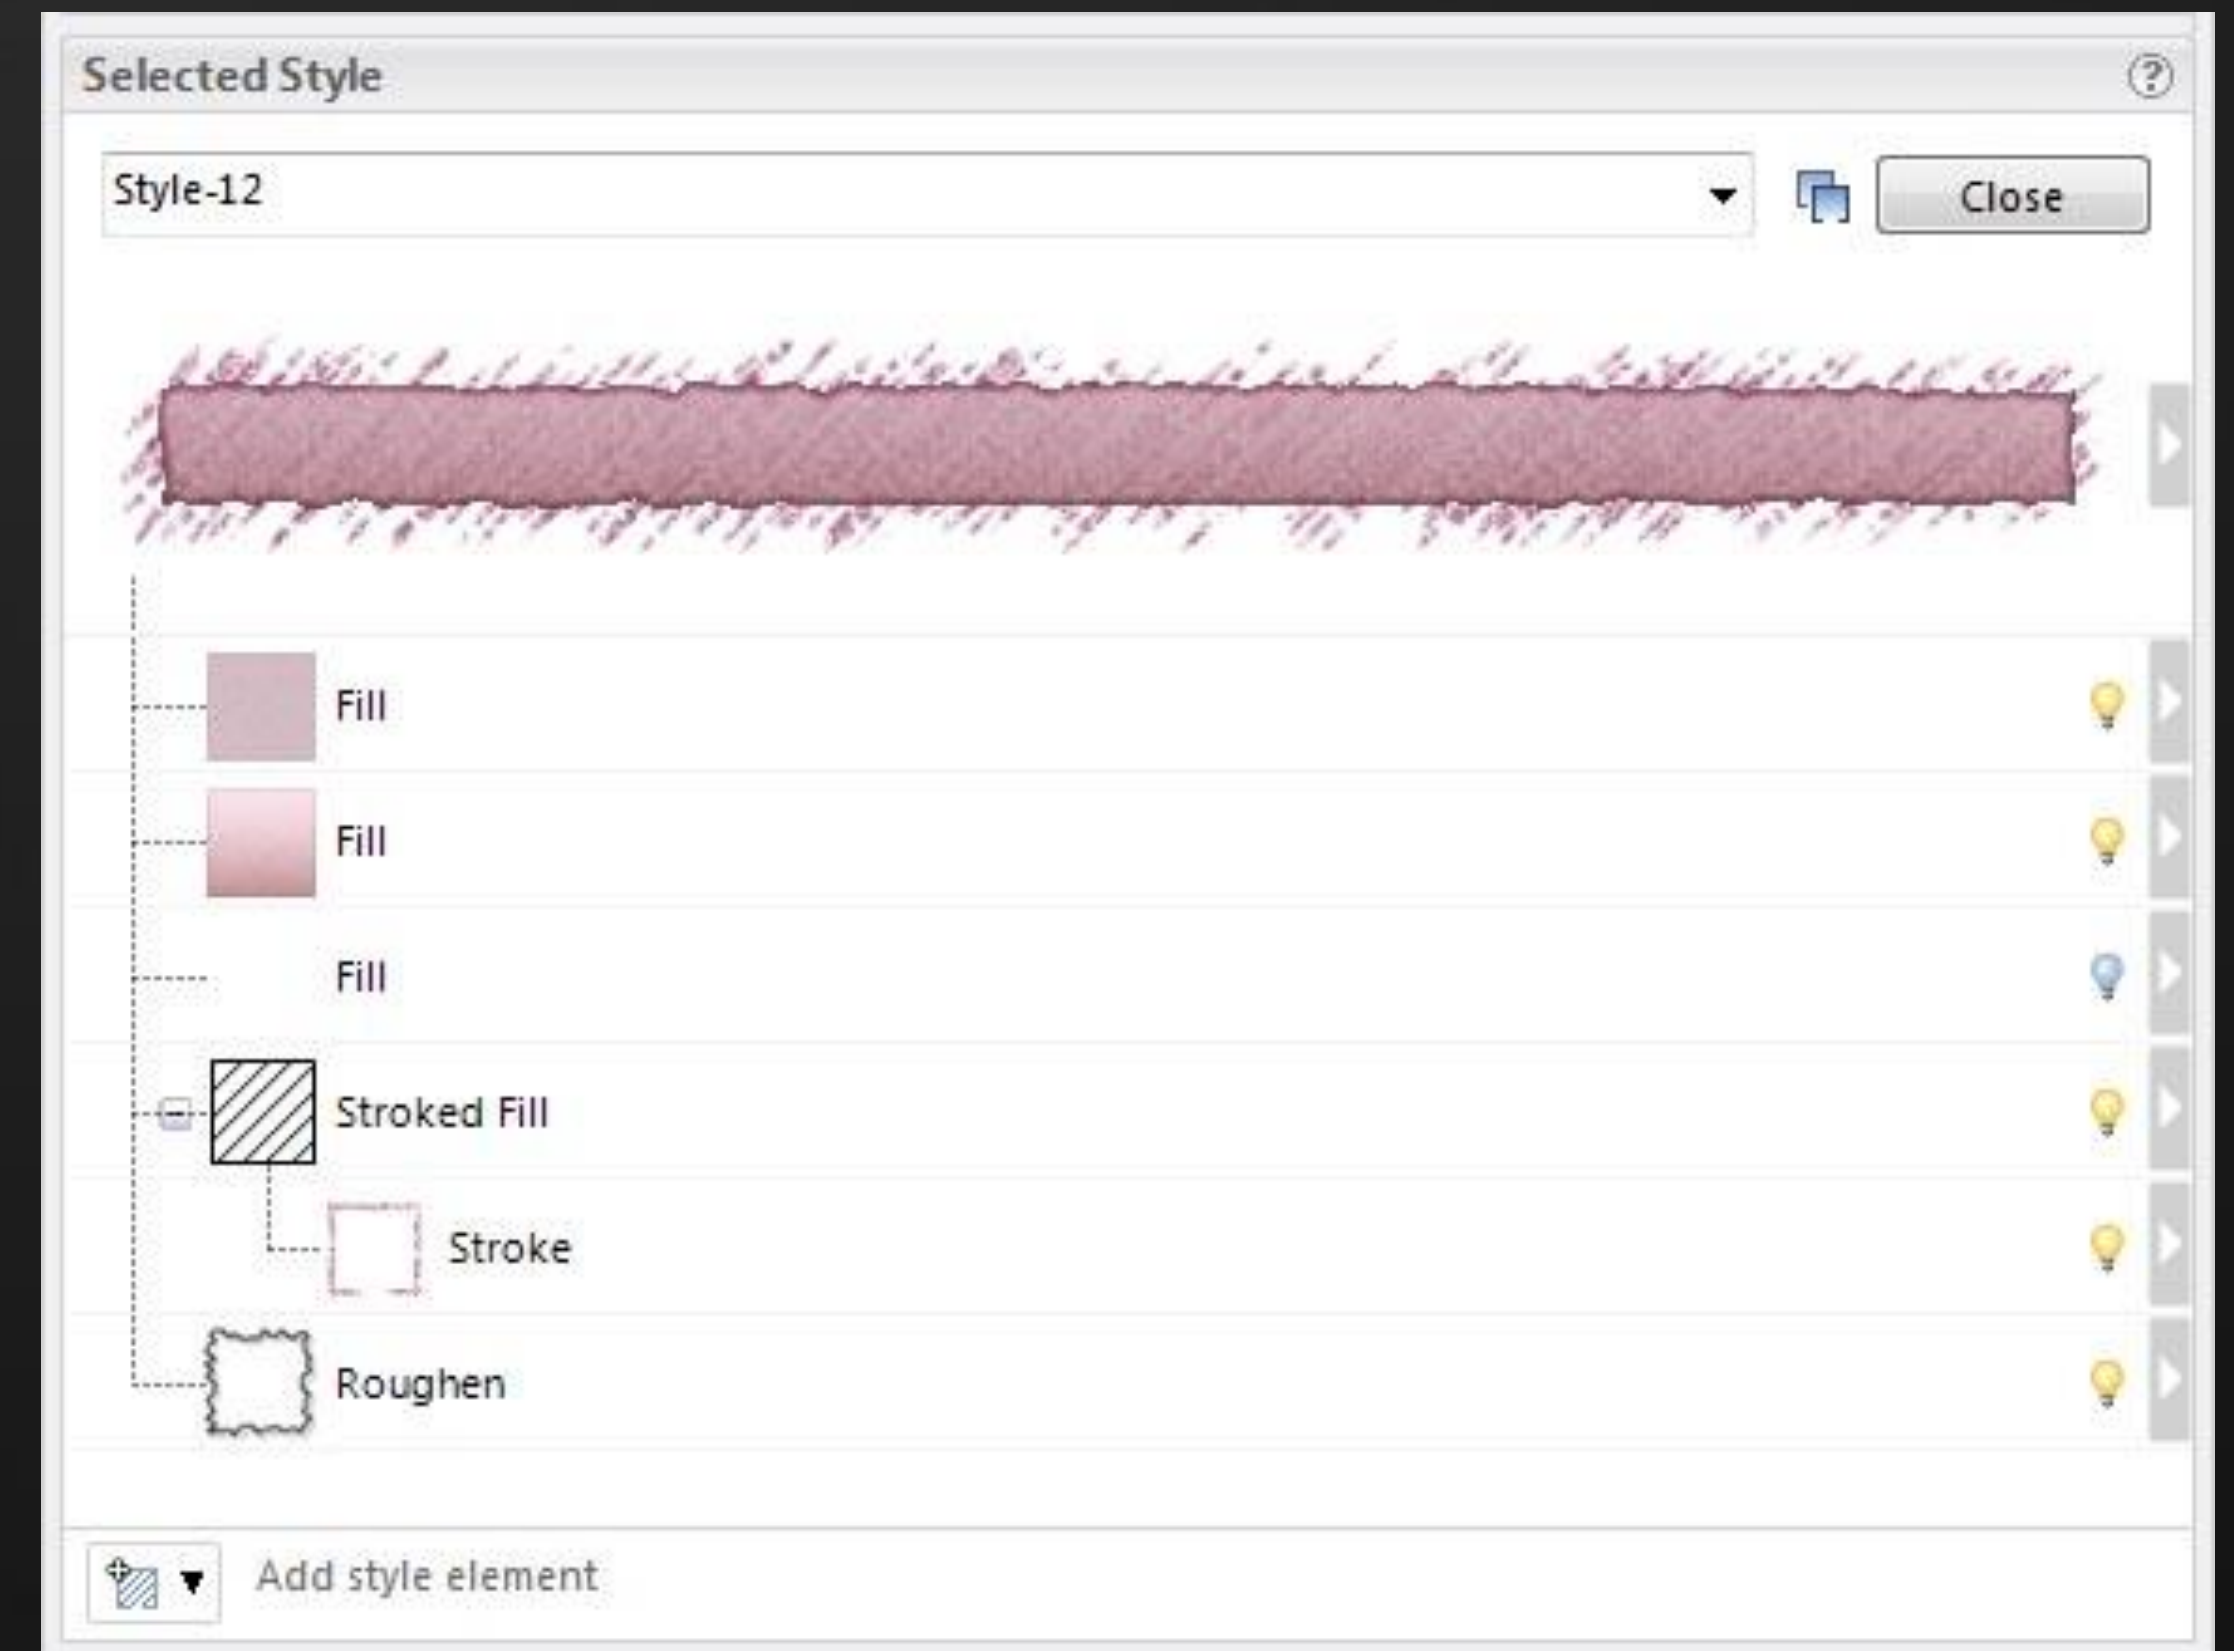 Selected Style
?
Style-12
Close
Fill
Fill
Fill
Stroked Fill
Stroke
Roughen
Add style element